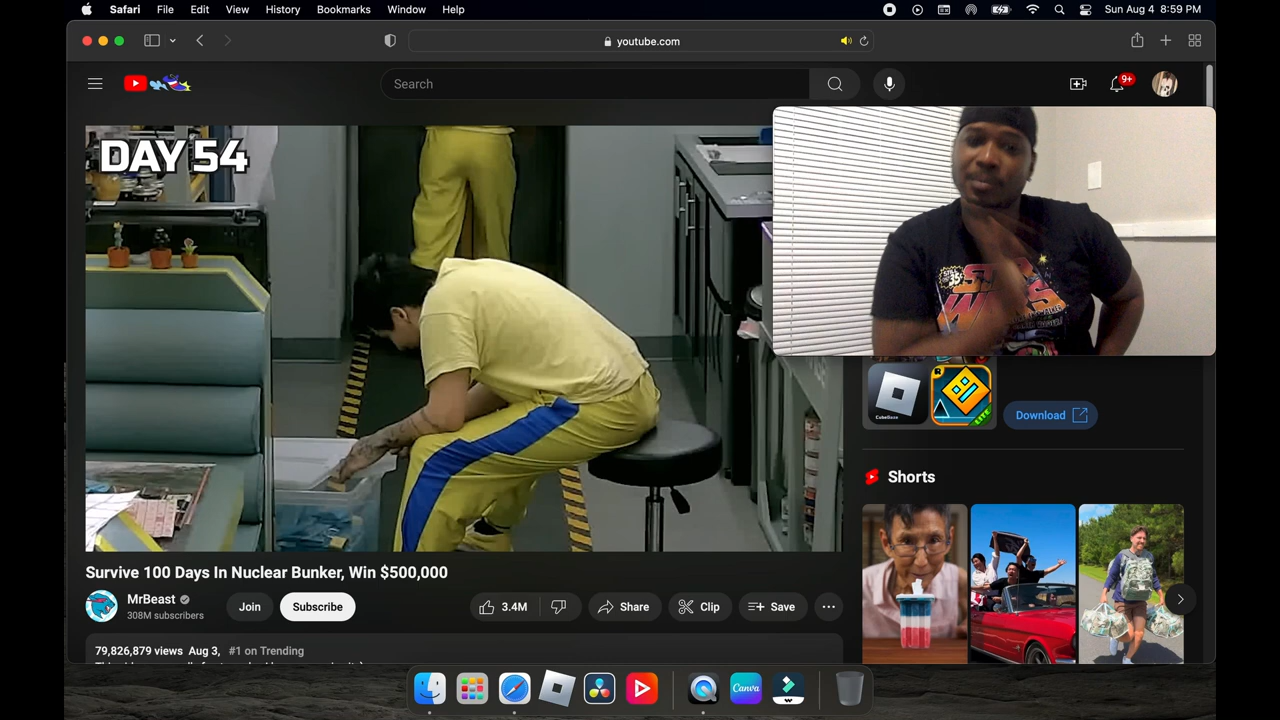 Safari File Edit View History Bookmarks Window Help Sun Aug 4 8:59 PM
youtube.com
Search
9+
DAY 54
STAR
WARS
Download
Shorts
Survive 100 Days In Nuclear Bunker, Win $500,000
MrBeast
308M subscribers
Join
Subscribe
3.4M
Share
Clip
Save
79,826,879 views Aug 3, #1 on Trending
Canva